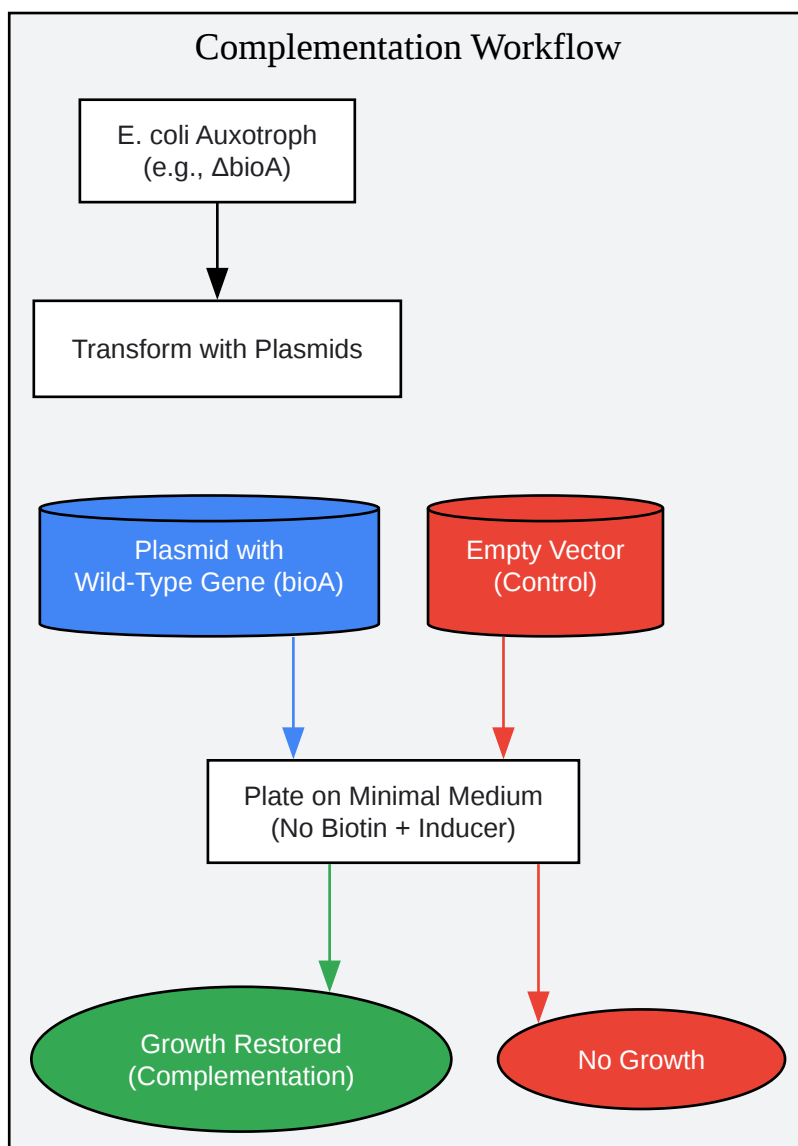 Complementation Workflow
E. coli Auxotroph
(e.g., ΔbioA)
Transform with Plasmids
Plasmid with
Wild-Type Gene (bioA)
Empty Vector
(Control)
Plate on Minimal Medium
(No Biotin + Inducer)
Growth Restored
(Complementation)
No Growth